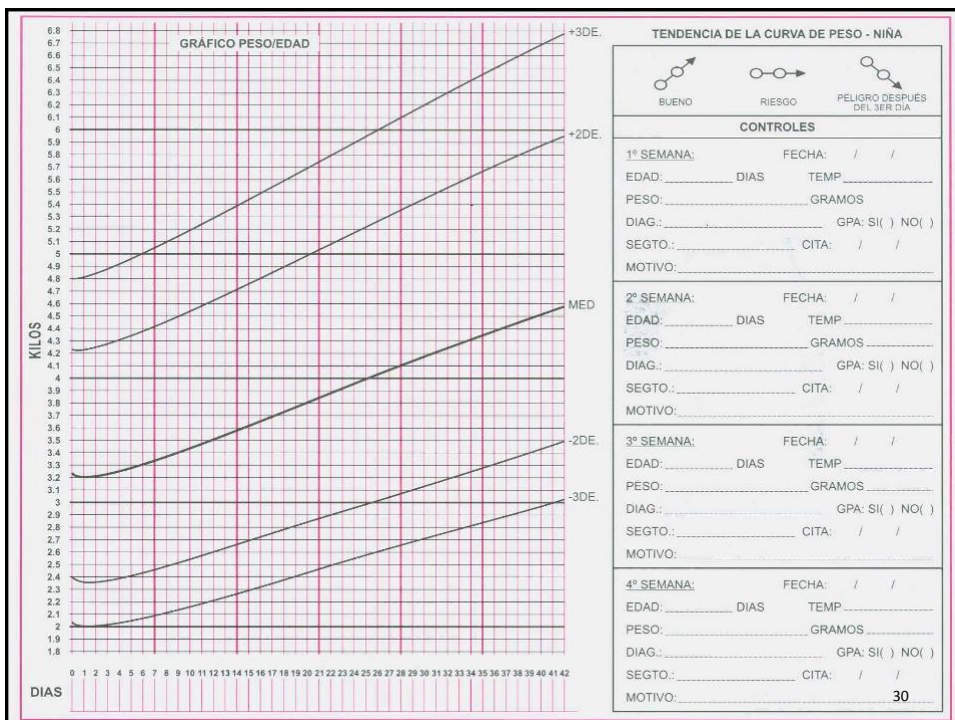 GRÁFICO PESO/EDAD
KILOS
6.8
6.7
6.6
6.5
6.4
6.3
6.2
6.1
6
5.9
5.8
5.7
5.6
5.5
5.4
5.3
5.2
5.1
5
4.9
4.8
4.7
4.6
4.5
4.4
4.3
4.2
4.1
4
3.9
3.8
3.7
3.6
3.5
3.4
3.3
3.2
3.1
3
2.9
2.8
2.7
2.6
2.5
2.4
2.3
2.2
2.1
2
1.9
1.8
+3DE.
+2DE.
MED
-2DE.
-3DE.
0 1 2 3 4 5 6 7 8 9 10 11 12 13 14 15 16 17 18 19 20 21 22 23 24 25 26 27 28 29 30 31 32 33 34 35 36 37 38 39 40 41 42
DIAS
TENDENCIA DE LA CURVA DE PESO - NIÑA
BUENO
RIESGO
PELIGRO DESPUÉS
DEL 3ER DÍA
CONTROLES
1º SEMANA: FECHA: / /
EDAD: DIAS TEMP
PESO: GRAMOS
DIAG.: GPA: SI( ) NO( )
SEGTO.: CITA: / /
MOTIVO:
2º SEMANA: FECHA: / /
EDAD: DIAS TEMP
PESO: GRAMOS
DIAG.: GPA: SI( ) NO( )
SEGTO.: CITA: / /
MOTIVO:
3º SEMANA: FECHA: / /
EDAD: DIAS TEMP
PESO: GRAMOS
DIAG.: GPA: SI( ) NO( )
SEGTO.: CITA: / /
MOTIVO:
4º SEMANA: FECHA: / /
EDAD: DIAS TEMP
PESO: GRAMOS
DIAG.: GPA: SI( ) NO( )
SEGTO.: CITA: / /
MOTIVO:
30